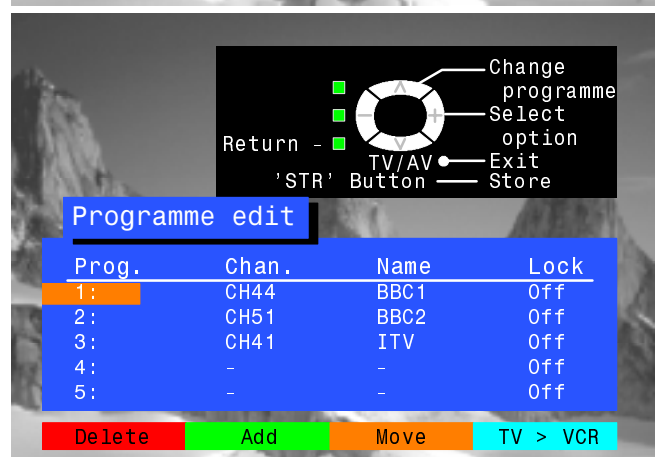 Change
programme
Select
option
Return -
TV/AV
Exit
'STR' Button
Store
Programme edit
Prog. Chan. Name Lock
1: CH44 BBC1 Off
2: CH51 BBC2 Off
3: CH41 ITV Off
4: - - Off
5: - - Off
Delete Add Move TV > VCR